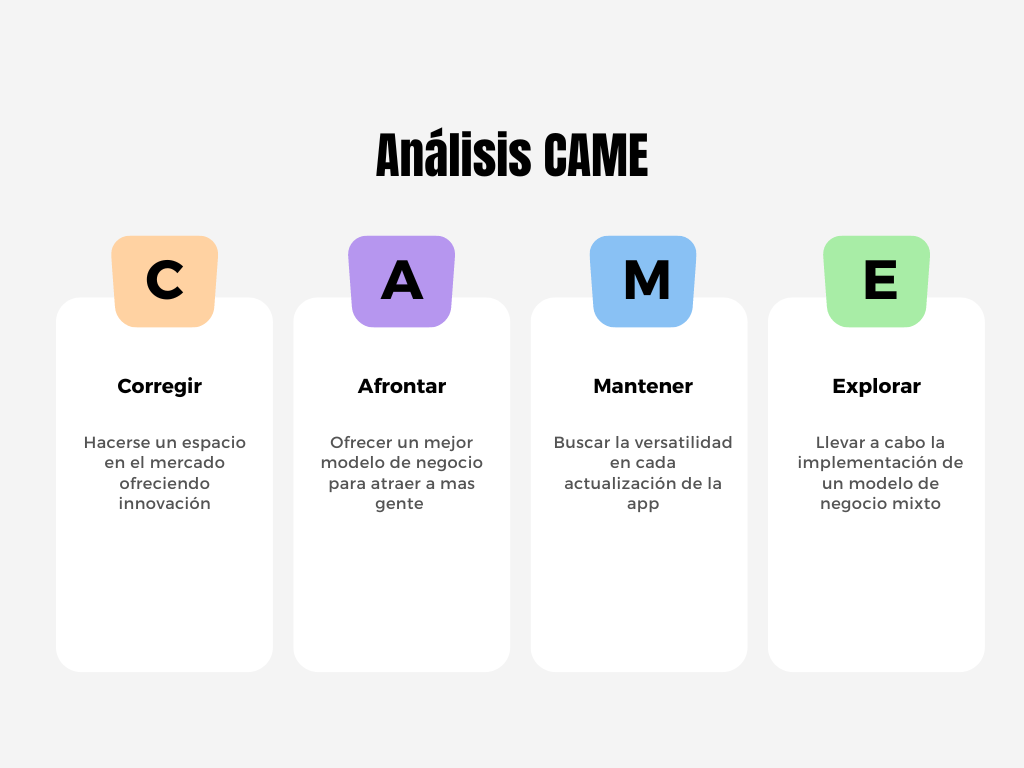 Análisis CAME
C
Corregir
Hacerse un espacio
en el mercado
ofreciendo
innovación
A
Afrontar
Ofrecer un mejor
modelo de negocio
para atraer a mas
gente
M
Mantener
Buscar la versatilidad
en cada
actualización de la
app
E
Explorar
Llevar a cabo la
implementación de
un modelo de
negocio mixto